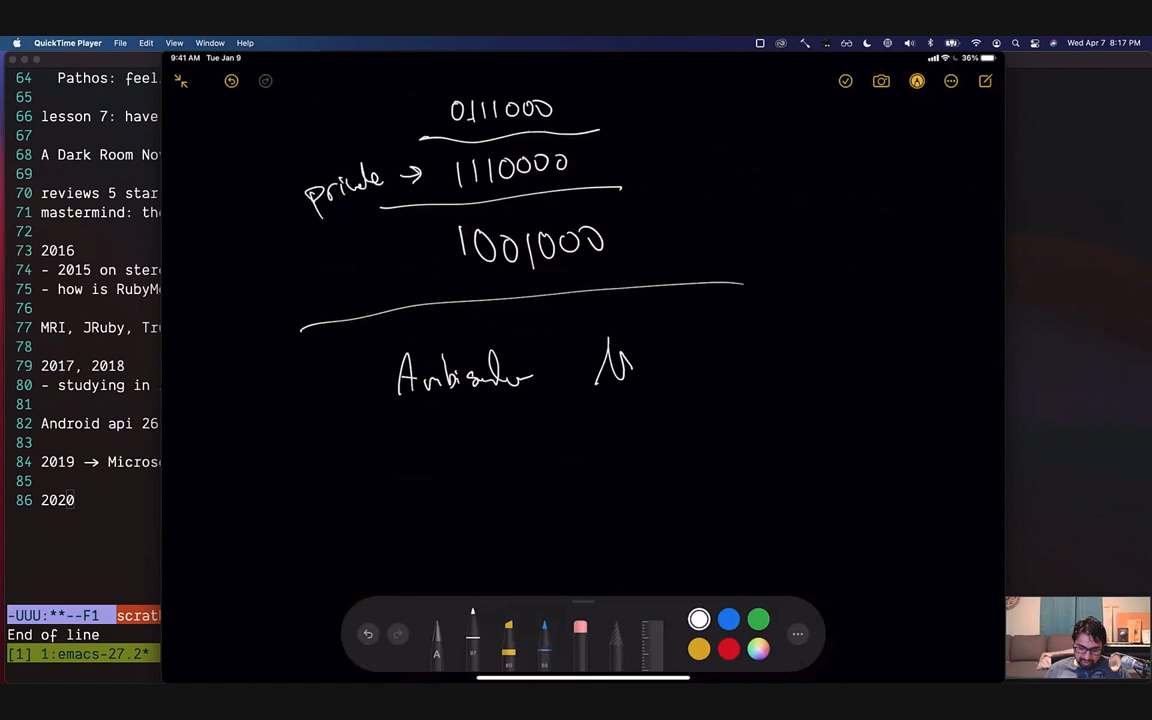 QuickTime Player File Edit View Window Help Wed Apr 7 8:17 PM
9:41 AM Tue Jan 9 36%
64 Pathos: feel
65
66 lesson 7: have
67
68 A Dark Room No
69
70 reviews 5 star
71 mastermind: the
72
73 2016
74 - 2015 on ster
75 - how is RubyM
76
77 MRI, JRuby, Tru
78
79 2017, 2018
80 - studying in
81
82 Android api 26
83
84 2019 → Micros
85
86 2020
-UUU:**--F1 scrat
End of line
[1] 1:emacs-27.2*
0111000
private → 1110000
1001000